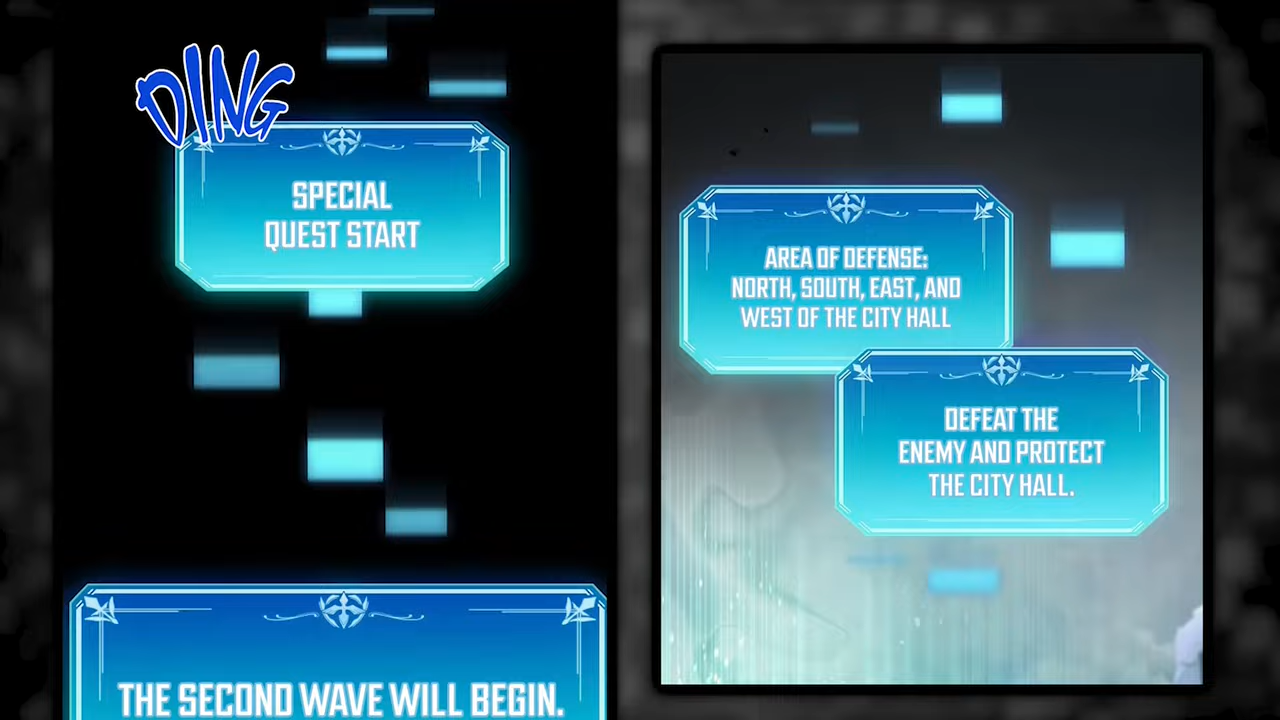 DING
SPECIAL
QUEST START
THE SECOND WAVE WILL BEGIN.
AREA OF DEFENSE:
NORTH, SOUTH, EAST, AND
WEST OF THE CITY HALL
DEFEAT THE
ENEMY AND PROTECT
THE CITY HALL.